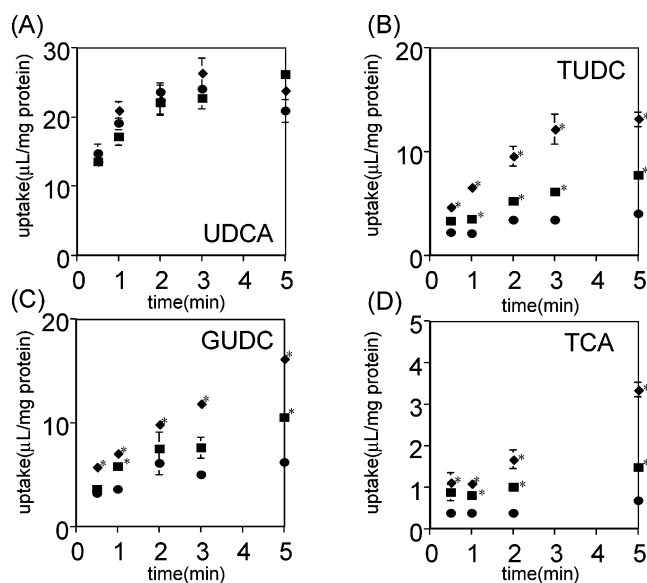 (A)
uptake(μL/mg protein)
30
20
10
0
UDCA
0 1 2 3 4 5
time(min)
(B)
uptake(μL/mg protein)
20
10
0
TUDC
* * * * *
* * * *
0 1 2 3 4 5
time(min)
(C)
uptake(μL/mg protein)
20
10
0
GUDC
* * * * *
* *
0 1 2 3 4 5
time(min)
(D)
uptake(μL/mg protein)
5
4
3
2
1
0
TCA
* * * *
* * *
0 1 2 3 4 5
time(min)